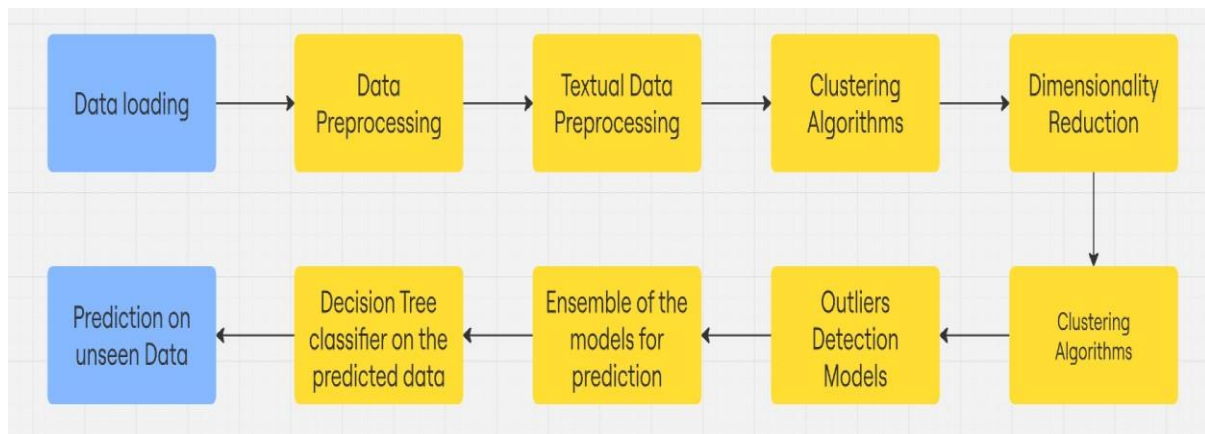 Data loading
Data
Preprocessing
Textual Data
Preprocessing
Clustering
Algorithms
Dimensionality
Reduction
Clustering
Algorithms
Outliers
Detection
Models
Ensemble of the
models for
prediction
Decision Tree
classifier on the
predicted data
Prediction on
unseen Data